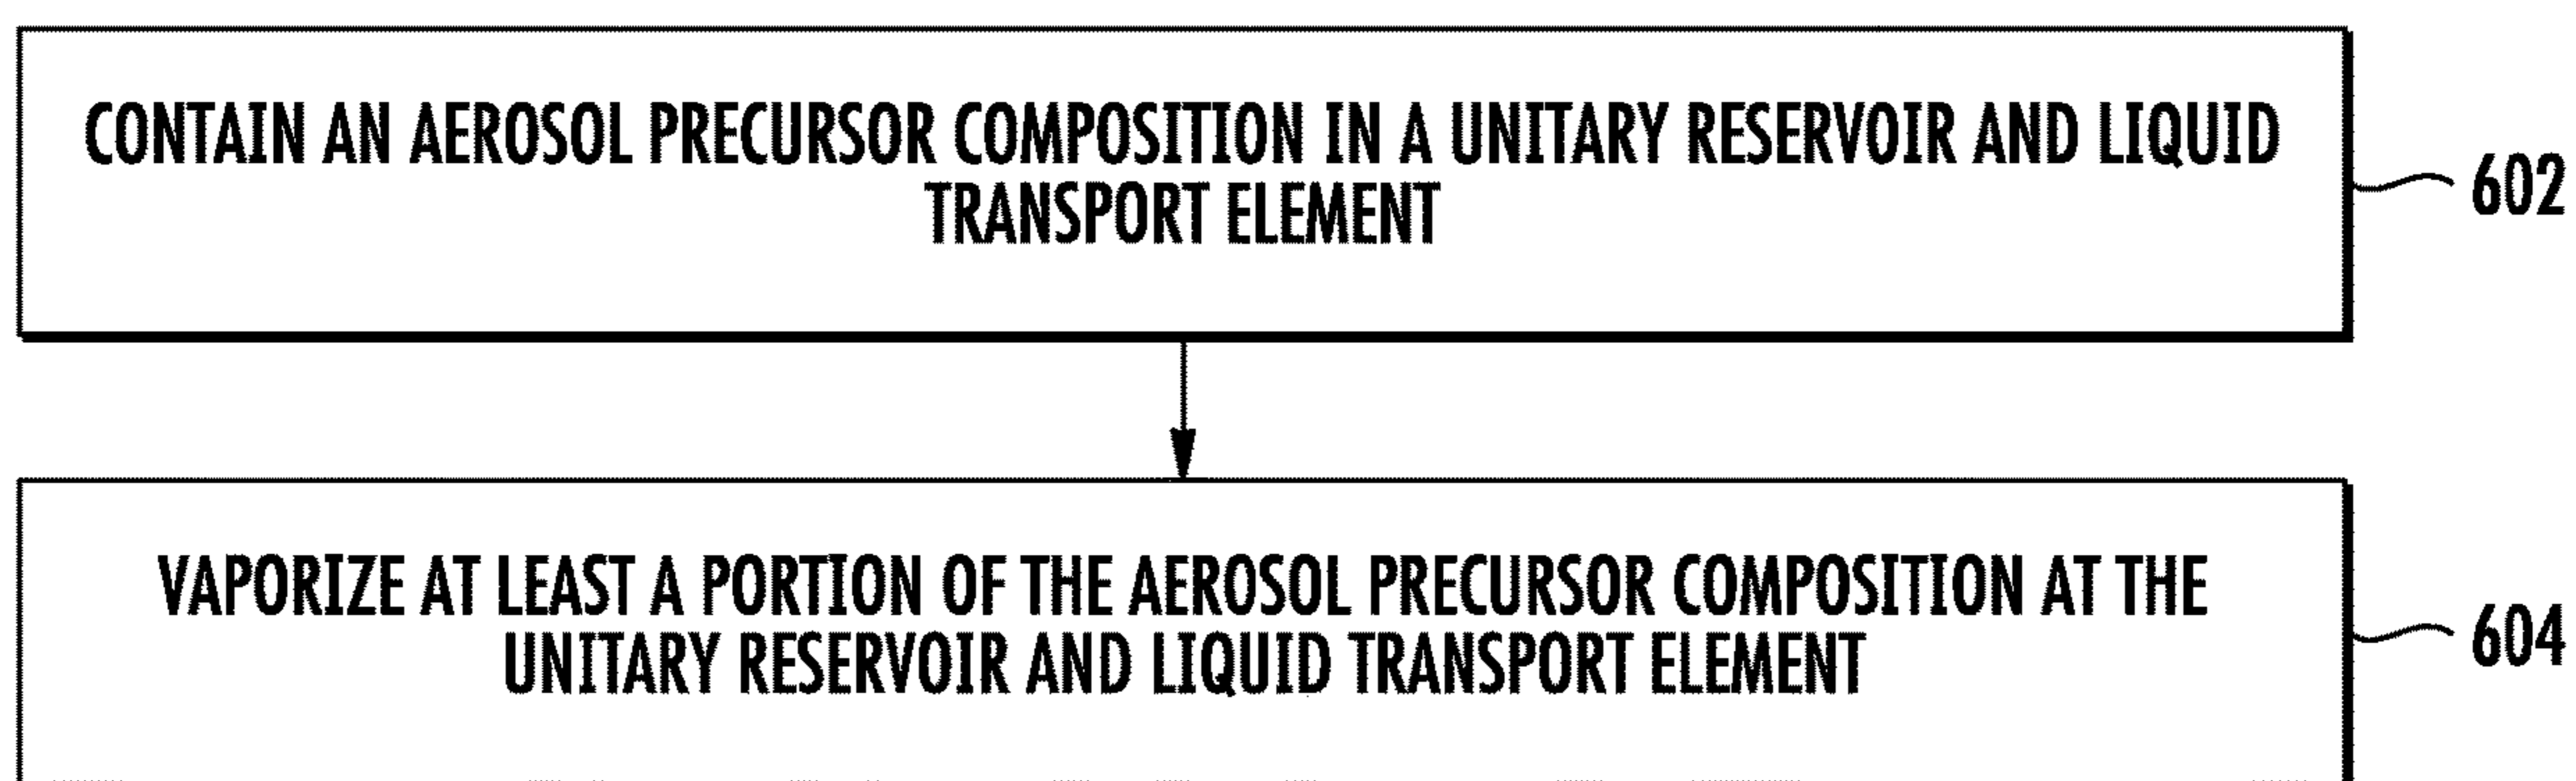 CONTAIN AN AEROSOL PRECURSOR COMPOSITION IN A UNITARY RESERVOIR AND LIQUID
TRANSPORT ELEMENT
602
VAPORIZE AT LEAST A PORTION OF THE AEROSOL PRECURSOR COMPOSITION AT THE
UNITARY RESERVOIR AND LIQUID TRANSPORT ELEMENT
604